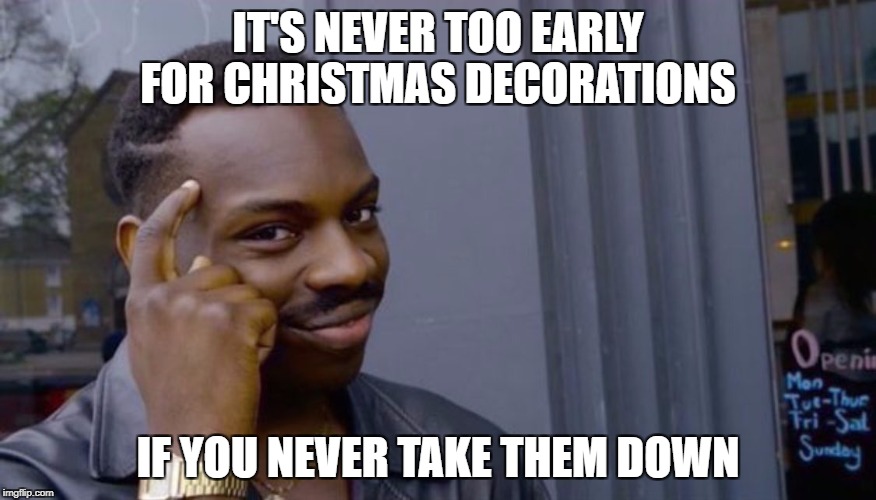 IT'S NEVER TOO EARLY
FOR CHRISTMAS DECORATIONS
Openi
Mon
Tue-Thur
Fri -Sat
Sunday
IF YOU NEVER TAKE THEM DOWN
imgflip.com